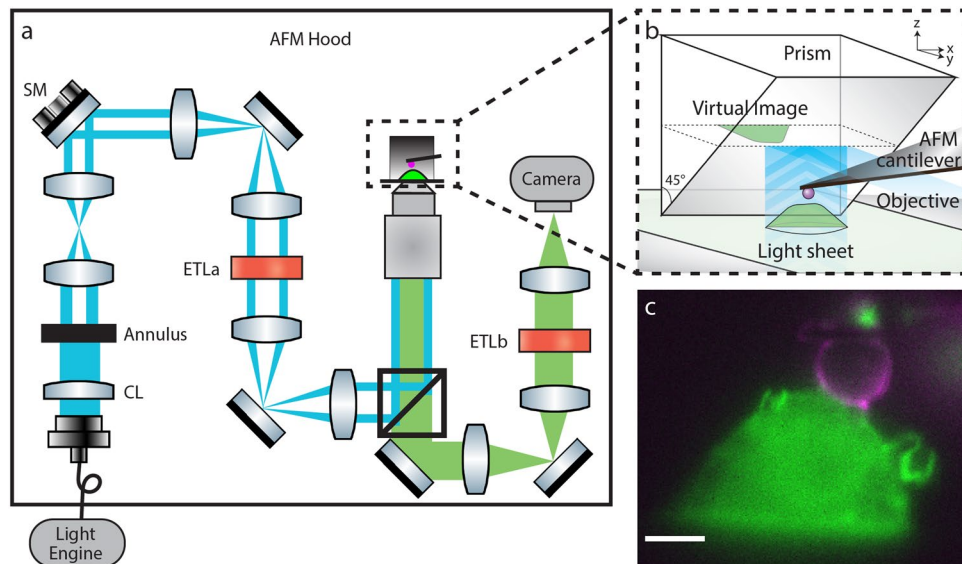 a
AFM Hood
SM
ETLa
Annulus
CL
Light
Engine
Camera
ETLb
b
Prism
z
x
y
Virtual Image
AFM
cantilever
45°
Objective
Light sheet
c